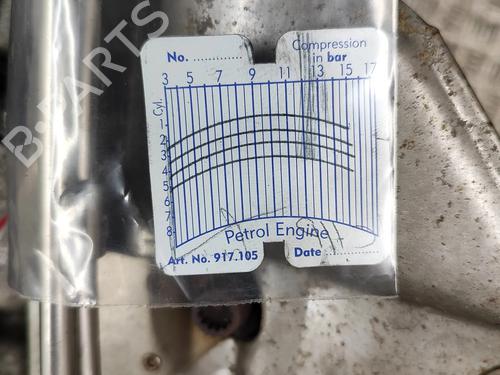 B-PARTS
No. ..............
Compression
in bar
3 5 7 9 11 13 15 17
Cyl.
1
2
3
4
5
6
7
8
Petrol Engine
Art. No. 917.105
Date ..............